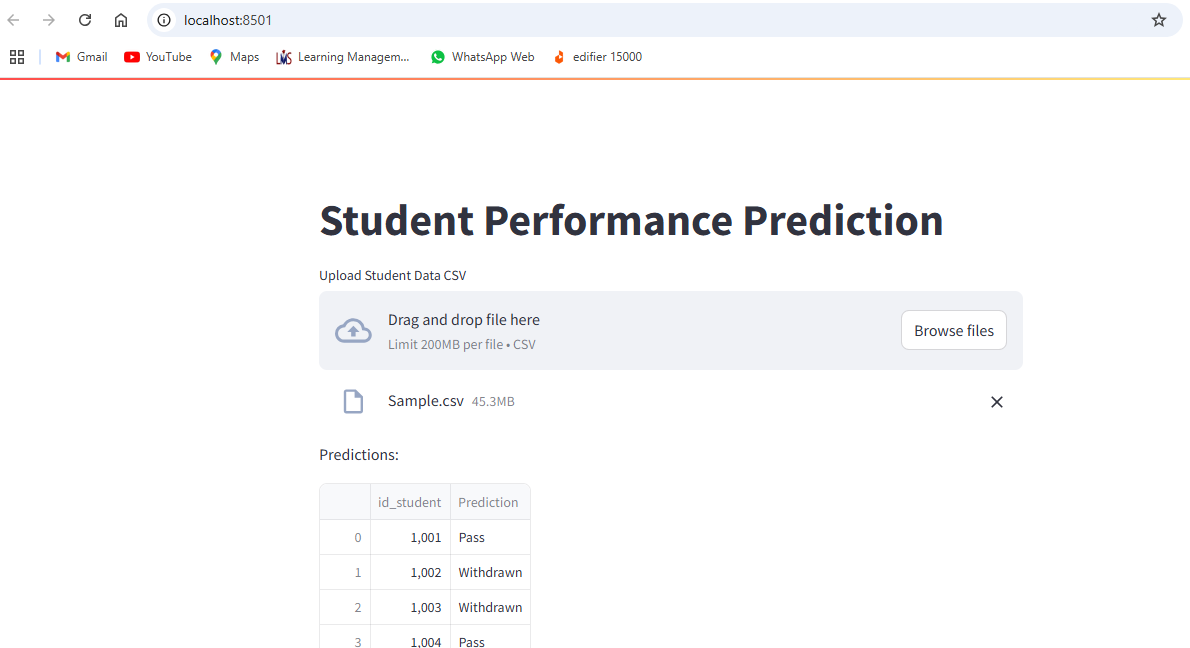 localhost:8501
Gmail YouTube Maps Learning Managem... WhatsApp Web edifier 15000
Student Performance Prediction
Upload Student Data CSV
Drag and drop file here
Limit 200MB per file • CSV
Browse files
Sample.csv 45.3MB
Predictions:
id_student Prediction
0 1,001 Pass
1 1,002 Withdrawn
2 1,003 Withdrawn
3 1,004 Pass